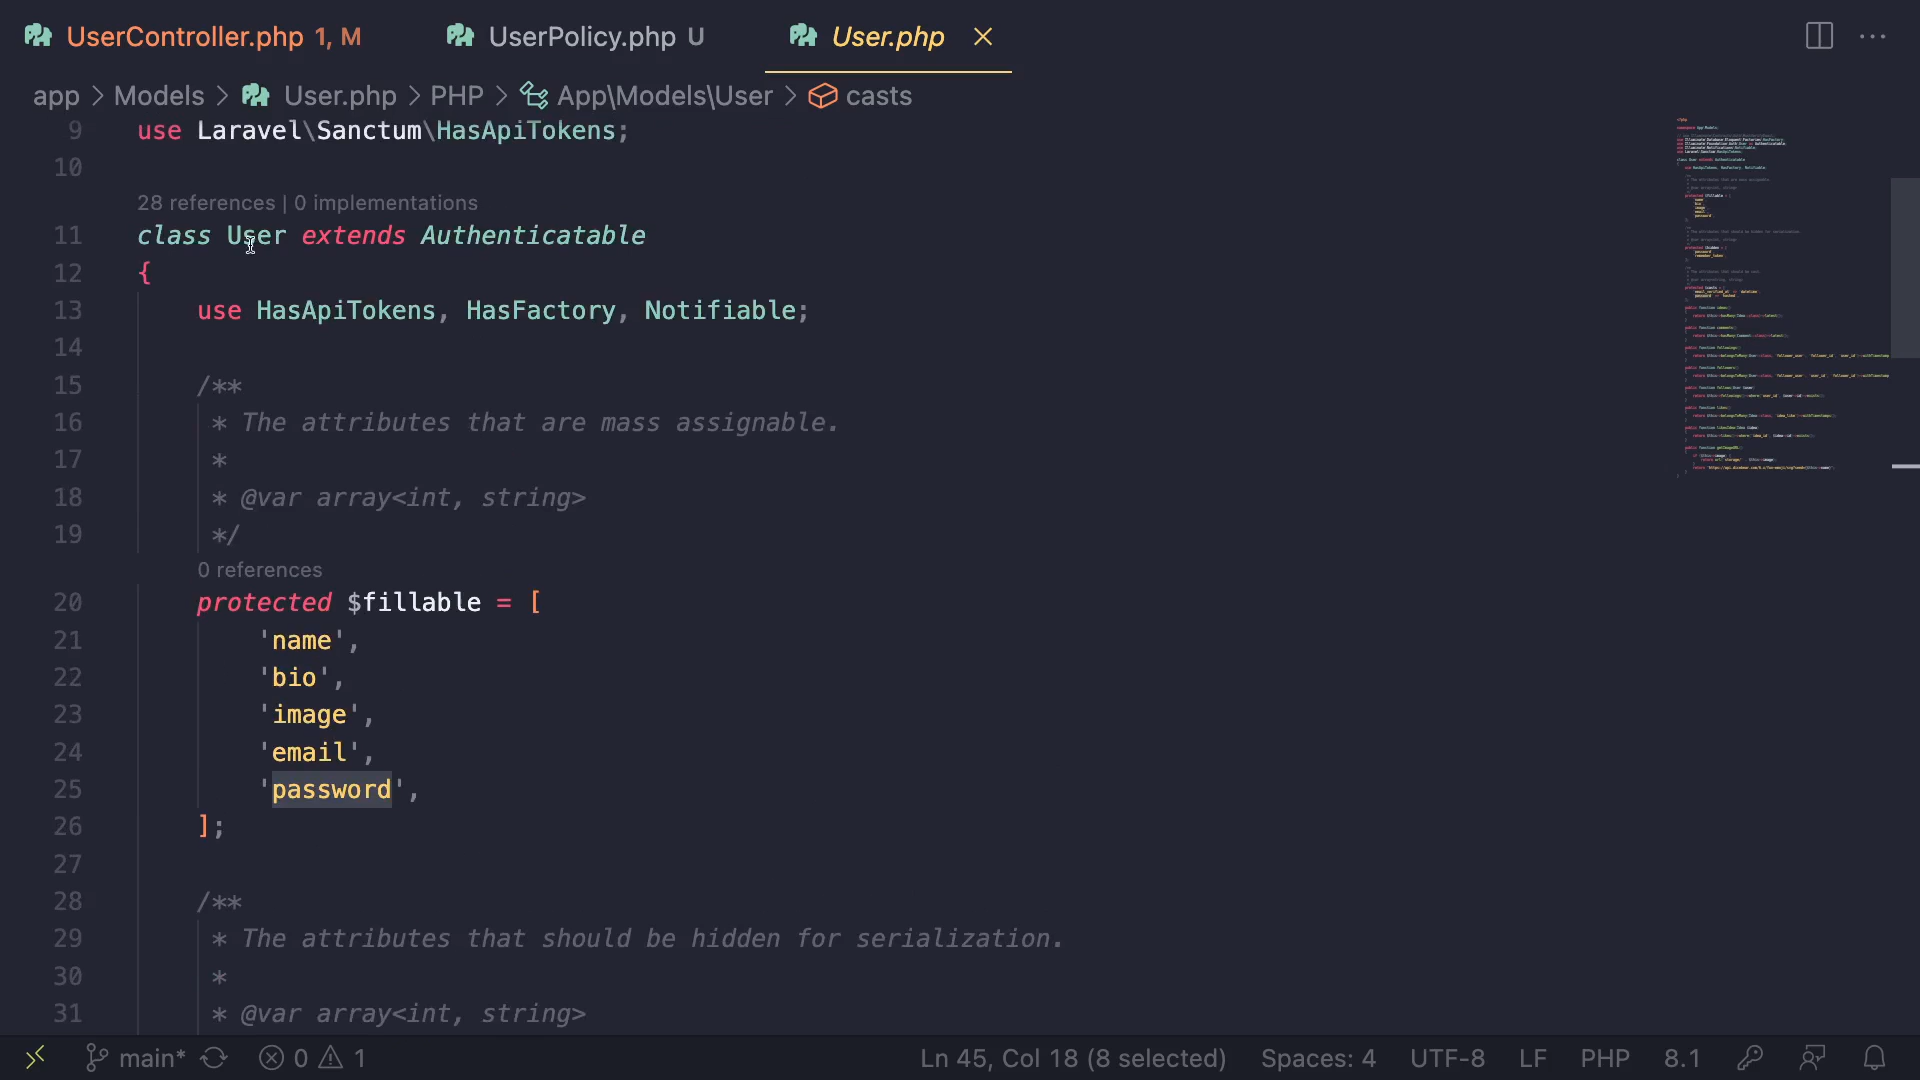 UserController.php 1, M
UserPolicy.php U
User.php
app > Models > User.php > PHP > App\Models\User > casts
9 use Laravel\Sanctum\HasApiTokens;
10
28 references | 0 implementations
11 class User extends Authenticatable
12 {
13 use HasApiTokens, HasFactory, Notifiable;
14
15 /**
16 * The attributes that are mass assignable.
17 *
18 * @var array<int, string>
19 */
0 references
20 protected $fillable = [
21 'name',
22 'bio',
23 'image',
24 'email',
25 'password',
26 ];
27
28 /**
29 * The attributes that should be hidden for serialization.
30 *
31 * @var array<int, string>
main* 0 1 Ln 45, Col 18 (8 selected) Spaces: 4 UTF-8 LF PHP 8.1